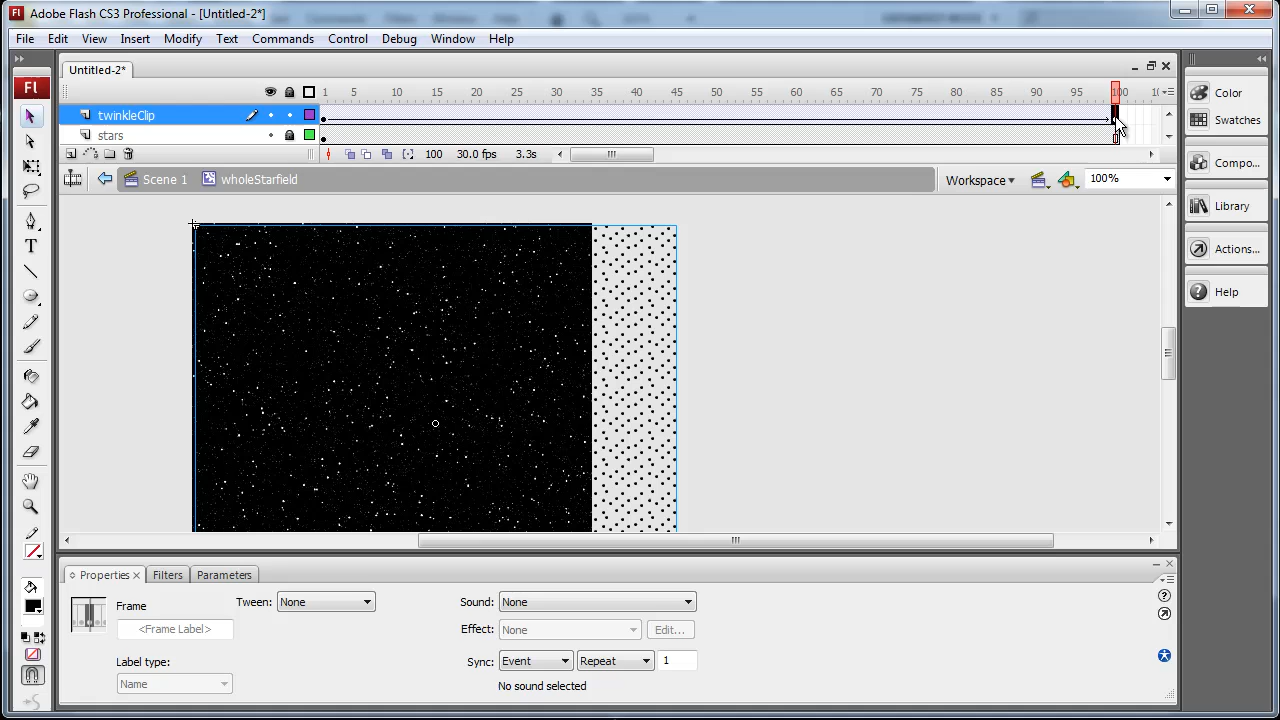 Fl Adobe Flash CS3 Professional - [Untitled-2*]
File Edit View Insert Modify Text Commands Control Debug Window Help
Untitled-2*
1 5 10 15 20 25 30 35 40 45 50 55 60 65 70 75 80 85 90 95 100
twinkleClip
stars
100 30.0 fps 3.3s
Scene 1 wholeStarfield Workspace 100%
Fl
T
Color
Swatches
Compo...
Library
Actions...
Help
Properties Filters Parameters
Frame Tween: None Sound: None
<Frame Label> Effect: None Edit...
Label type: Sync: Event Repeat 1
Name No sound selected